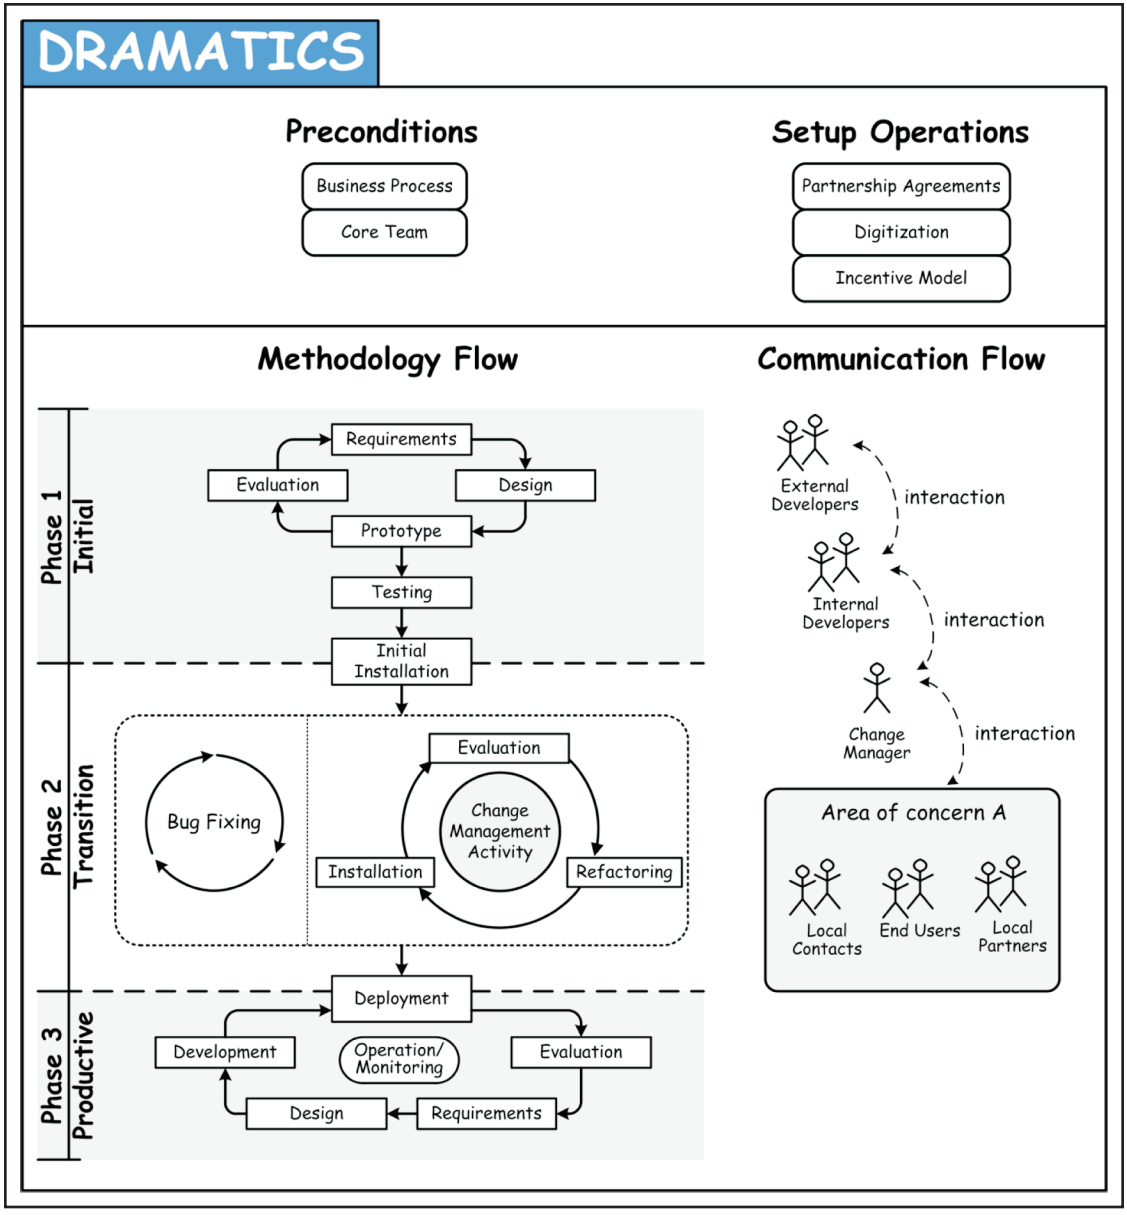 DRAMATICS
Preconditions
Business Process
Core Team
Setup Operations
Partnership Agreements
Digitization
Incentive Model
Methodology Flow
Phase 1
Initial
Requirements
Evaluation
Design
Prototype
Testing
Initial
Installation
Phase 2
Transition
Bug Fixing
Evaluation
Change
Management
Activity
Installation
Refactoring
Phase 3
Productive
Deployment
Development
Operation/
Monitoring
Evaluation
Design
Requirements
Communication Flow
External
Developers
interaction
Internal
Developers
interaction
Change
Manager
interaction
Area of concern A
Local
Contacts
End Users
Local
Partners